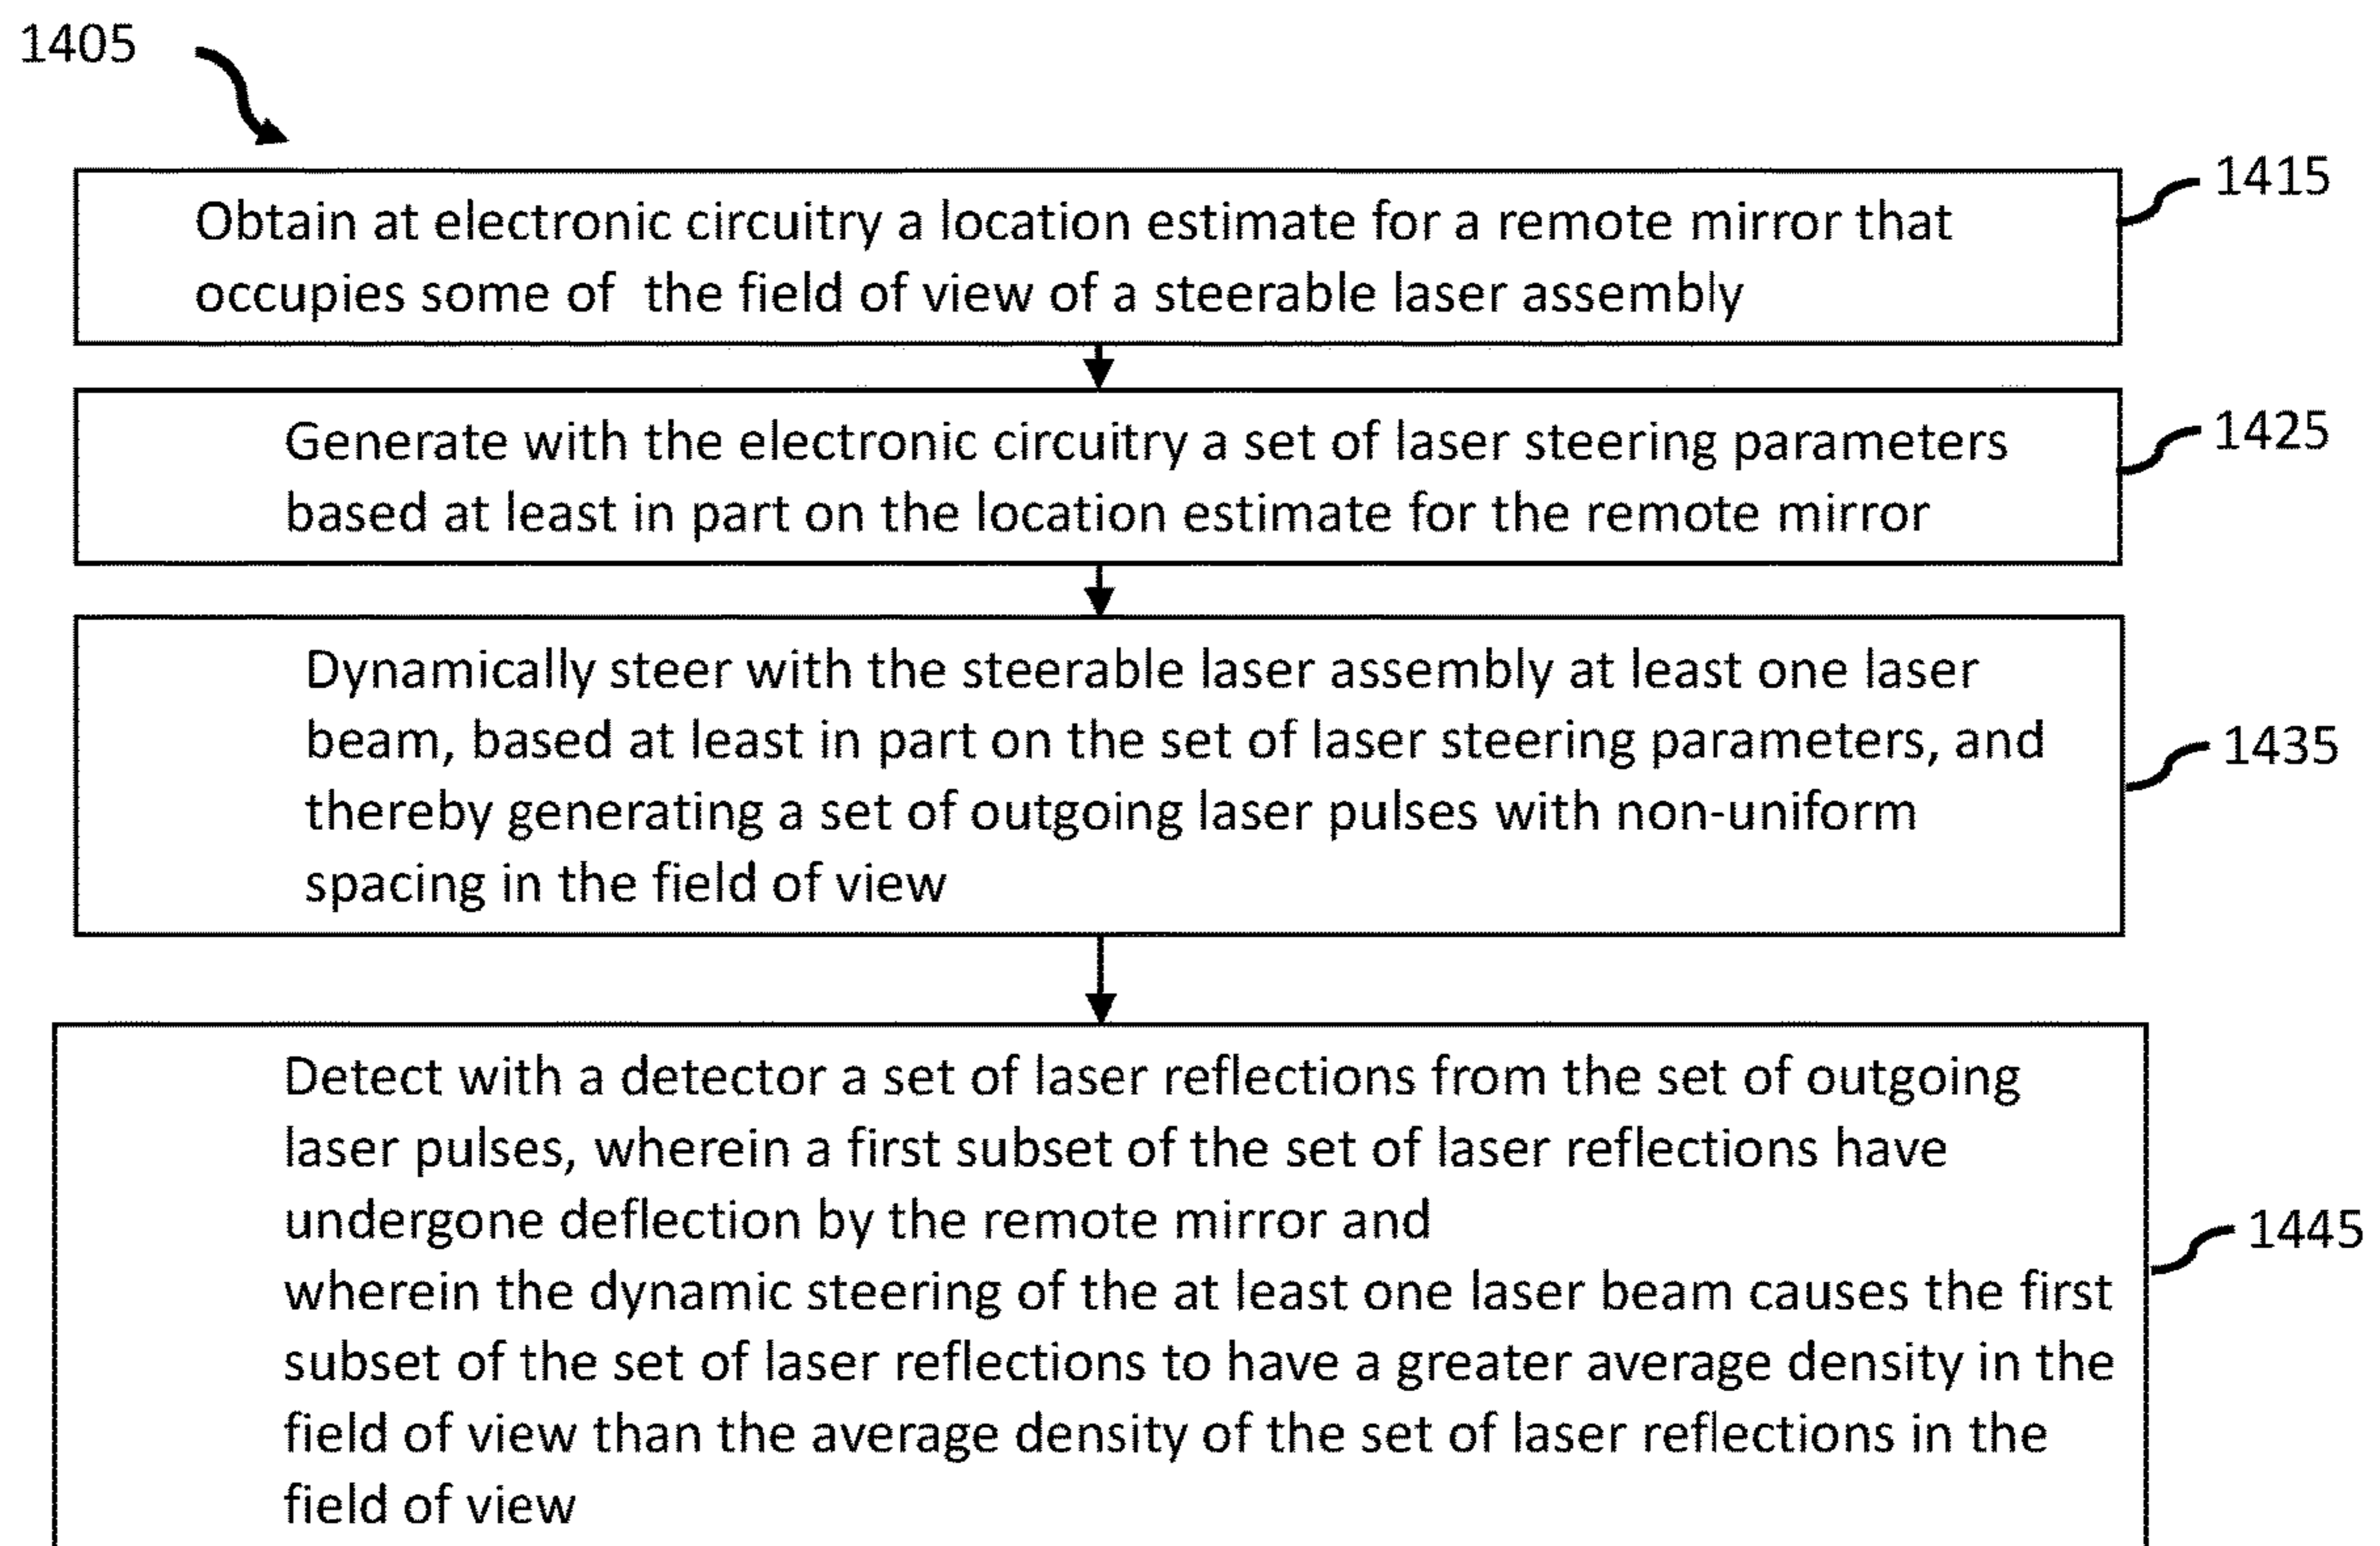 1405
Obtain at electronic circuitry a location estimate for a remote mirror that
1415
occupies some of the field of view of a steerable laser assembly
Generate with the electronic circuitry a set of laser steering parameters
1425
based at least in part on the location estimate for the remote mirror
Dynamically steer with the steerable laser assembly at least one laser
beam, based at least in part on the set of laser steering parameters, and
1435
thereby generating a set of outgoing laser pulses with non-uniform
spacing in the field of view
Detect with a detector a set of laser reflections from the set of outgoing
laser pulses, wherein a first subset of the set of laser reflections have
undergone deflection by the remote mirror and
1445
wherein the dynamic steering of the at least one laser beam causes the first
subset of the set of laser reflections to have a greater average density in the
field of view than the average density of the set of laser reflections in the
field of view